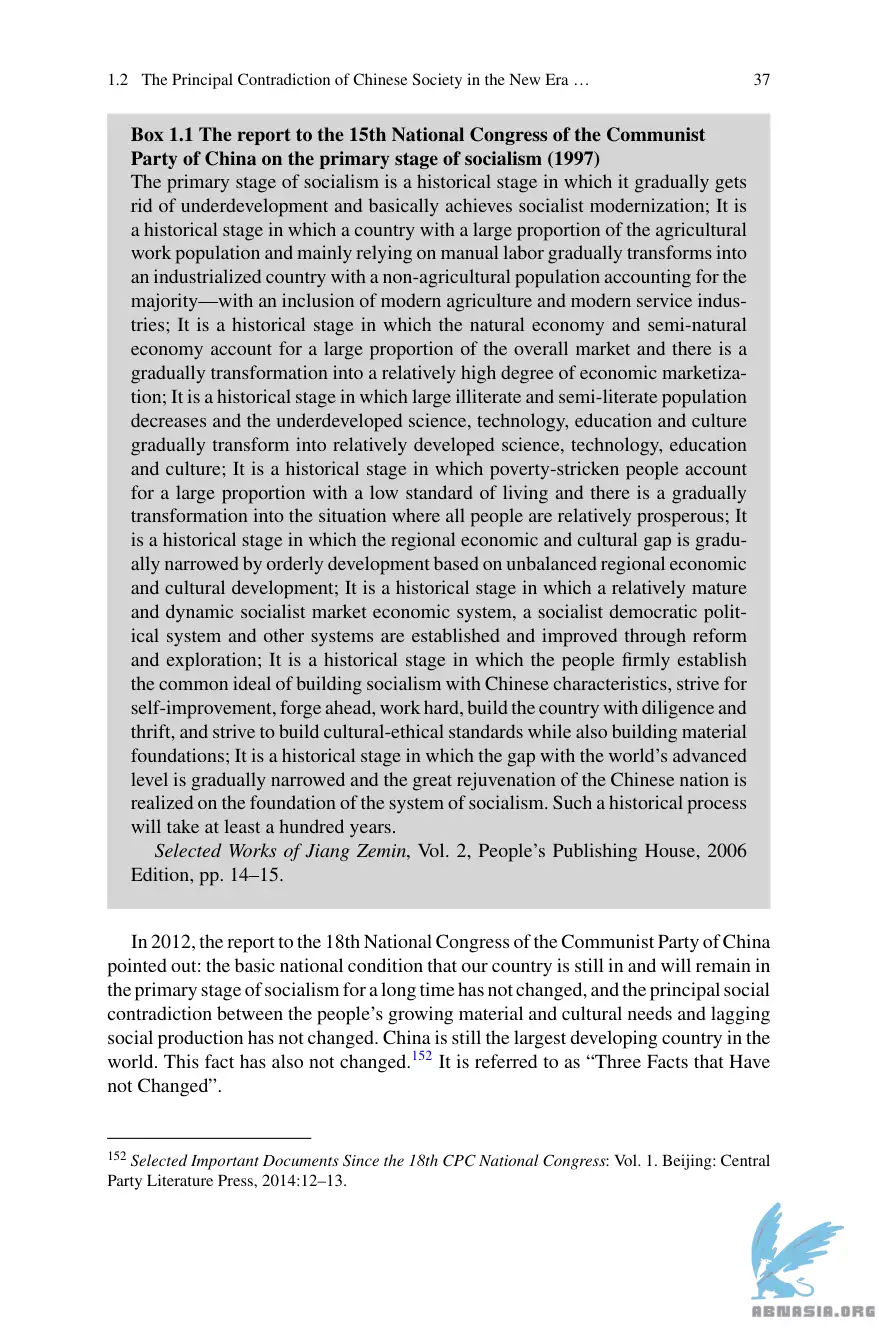 1.2 The Principal Contradiction of Chinese Society in the New Era … 37
Box 1.1 The report to the 15th National Congress of the Communist
Party of China on the primary stage of socialism (1997)
The primary stage of socialism is a historical stage in which it gradually gets
rid of underdevelopment and basically achieves socialist modernization; It is
a historical stage in which a country with a large proportion of the agricultural
work population and mainly relying on manual labor gradually transforms into
an industrialized country with a non-agricultural population accounting for the
majority—with an inclusion of modern agriculture and modern service indus-
tries; It is a historical stage in which the natural economy and semi-natural
economy account for a large proportion of the overall market and there is a
gradually transformation into a relatively high degree of economic marketiza-
tion; It is a historical stage in which large illiterate and semi-literate population
decreases and the underdeveloped science, technology, education and culture
gradually transform into relatively developed science, technology, education
and culture; It is a historical stage in which poverty-stricken people account
for a large proportion with a low standard of living and there is a gradually
transformation into the situation where all people are relatively prosperous; It
is a historical stage in which the regional economic and cultural gap is gradu-
ally narrowed by orderly development based on unbalanced regional economic
and cultural development; It is a historical stage in which a relatively mature
and dynamic socialist market economic system, a socialist democratic polit-
ical system and other systems are established and improved through reform
and exploration; It is a historical stage in which the people firmly establish
the common ideal of building socialism with Chinese characteristics, strive for
self-improvement, forge ahead, work hard, build the country with diligence and
thrift, and strive to build cultural-ethical standards while also building material
foundations; It is a historical stage in which the gap with the world's advanced
level is gradually narrowed and the great rejuvenation of the Chinese nation is
realized on the foundation of the system of socialism. Such a historical process
will take at least a hundred years.
Selected Works of Jiang Zemin, Vol. 2, People's Publishing House, 2006
Edition, pp. 14–15.
In 2012, the report to the 18th National Congress of the Communist Party of China
pointed out: the basic national condition that our country is still in and will remain in
the primary stage of socialism for a long time has not changed, and the principal social
contradiction between the people's growing material and cultural needs and lagging
social production has not changed. China is still the largest developing country in the
world. This fact has also not changed.152 It is referred to as “Three Facts that Have
not Changed”.
152 Selected Important Documents Since the 18th CPC National Congress: Vol. 1. Beijing: Central
Party Literature Press, 2014:12–13.
ABNASIA.ORG